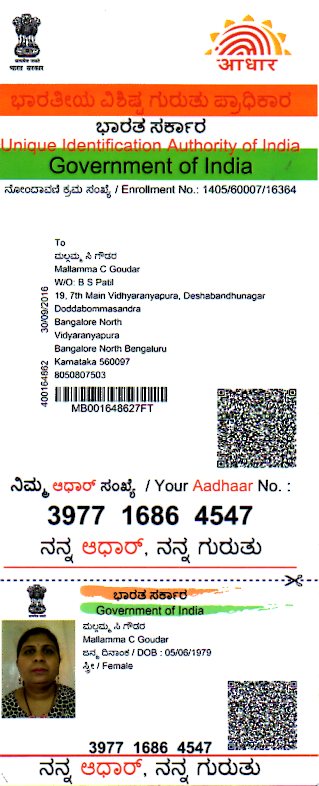 भारत सरकार
आधार
ಭಾರತೀಯ ವಿಶಿಷ್ಟ ಗುರುತು ಪ್ರಾಧಿಕಾರ
ಭಾರತ ಸರ್ಕಾರ
Unique Identification Authority of India
Government of India
ನೋಂದಾವಣಿ ಕ್ರಮ ಸಂಖ್ಯೆ / Enrollment No.: 1405/60007/16364
To
ಮಲ್ಲಮ್ಮ ಸಿ ಗೌಡರ
Mallamma C Goudar
W/O: B S Patil
19, 7th Main Vidhyaranyapura, Deshabandhunagar
Doddabommasandra
Bangalore North
Vidyaranyapura
Bangalore North Bengaluru
Karnataka 560097
8050807503
30/09/2016
400164662
MB001648627FT
ನಿಮ್ಮ ಆಧಾರ್ ಸಂಖ್ಯೆ / Your Aadhaar No. :
3977 1686 4547
ನನ್ನ ಆಧಾರ್, ನನ್ನ ಗುರುತು
ಭಾರತ ಸರ್ಕಾರ
Government of India
ಮಲ್ಲಮ್ಮ ಸಿ ಗೌಡರ
Mallamma C Goudar
ಜನ್ಮ ದಿನಾಂಕ / DOB : 05/06/1979
ಸ್ತ್ರೀ / Female
3977 1686 4547
ನನ್ನ ಆಧಾರ್, ನನ್ನ ಗುರುತು